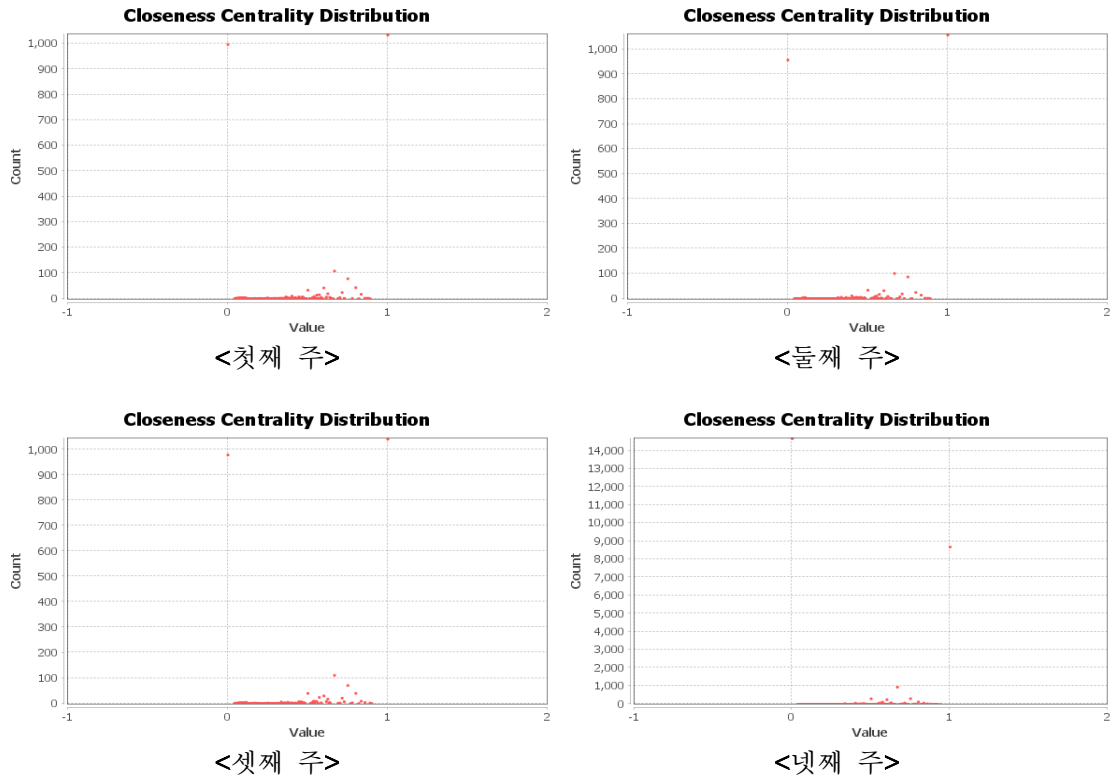 Closeness Centrality Distribution
1,000
900
800
700
600
500
400
300
200
100
0
Count
-1 0 1 2
Value
<첫째 주>
Closeness Centrality Distribution
1,000
900
800
700
600
500
400
300
200
100
0
Count
-1 0 1 2
Value
<둘째 주>
Closeness Centrality Distribution
1,000
900
800
700
600
500
400
300
200
100
0
Count
-1 0 1 2
Value
<셋째 주>
Closeness Centrality Distribution
14,000
13,000
12,000
11,000
10,000
9,000
8,000
7,000
6,000
5,000
4,000
3,000
2,000
1,000
0
Count
-1 0 1 2
Value
<넷째 주>